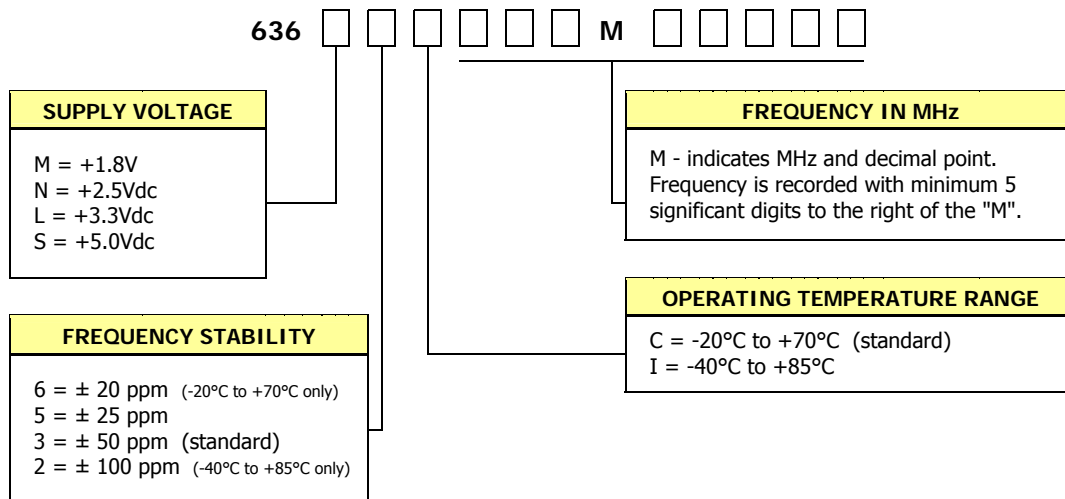 636 M
SUPPLY VOLTAGE
M = +1.8V
N = +2.5Vdc
L = +3.3Vdc
S = +5.0Vdc
FREQUENCY STABILITY
6 = ± 20 ppm (-20°C to +70°C only)
5 = ± 25 ppm
3 = ± 50 ppm (standard)
2 = ± 100 ppm (-40°C to +85°C only)
FREQUENCY IN MHz
M - indicates MHz and decimal point.
Frequency is recorded with minimum 5
significant digits to the right of the "M".
OPERATING TEMPERATURE RANGE
C = -20°C to +70°C (standard)
I = -40°C to +85°C